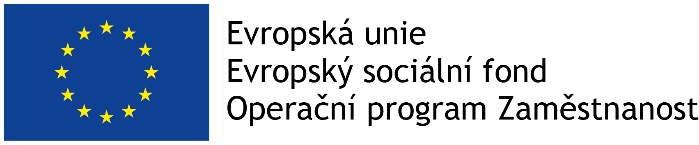 Evropská unie
Evropský sociální fond
Operační program Zaměstnanost